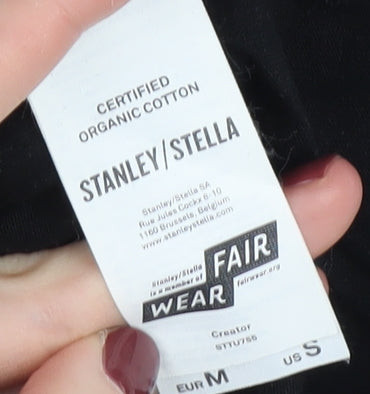 CERTIFIED
ORGANIC COTTON
STANLEY/STELLA
Stanley/Stella SA
Rue Jules Cockx 8-10
1160 Brussels, Belgium
www.stanleystella.com
Stanley/Stella
is a member of
FAIR
WEAR
fairwear.org
Creator
STTU755
EUR M
US S